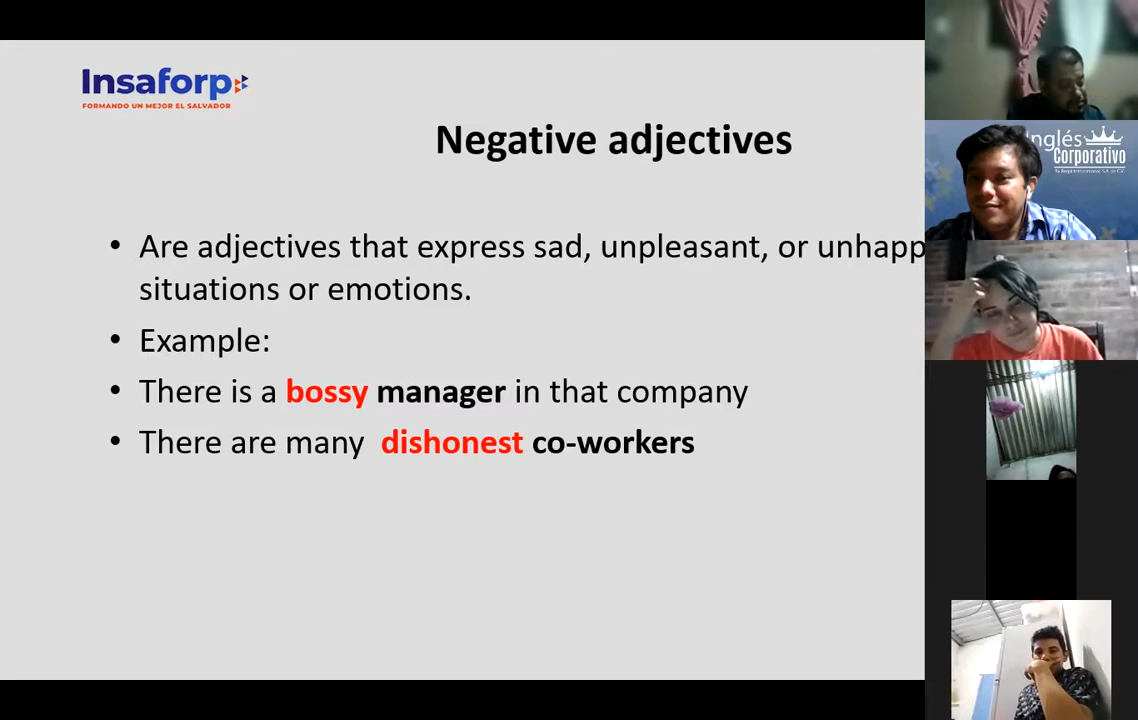 Insaforp
FORMANDO UN MEJOR EL SALVADOR
Negative adjectives
• Are adjectives that express sad, unpleasant, or unhapp
situations or emotions.
• Example:
• There is a bossy manager in that company
• There are many dishonest co-workers
Inglés
Corporativo